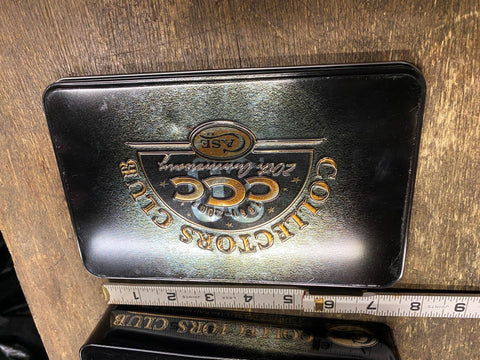 CASE
20th Anniversary
CCC
COLLECTORS CLUB
1 2 3 4 5 6 7 8 9
COLLECTORS CLUB